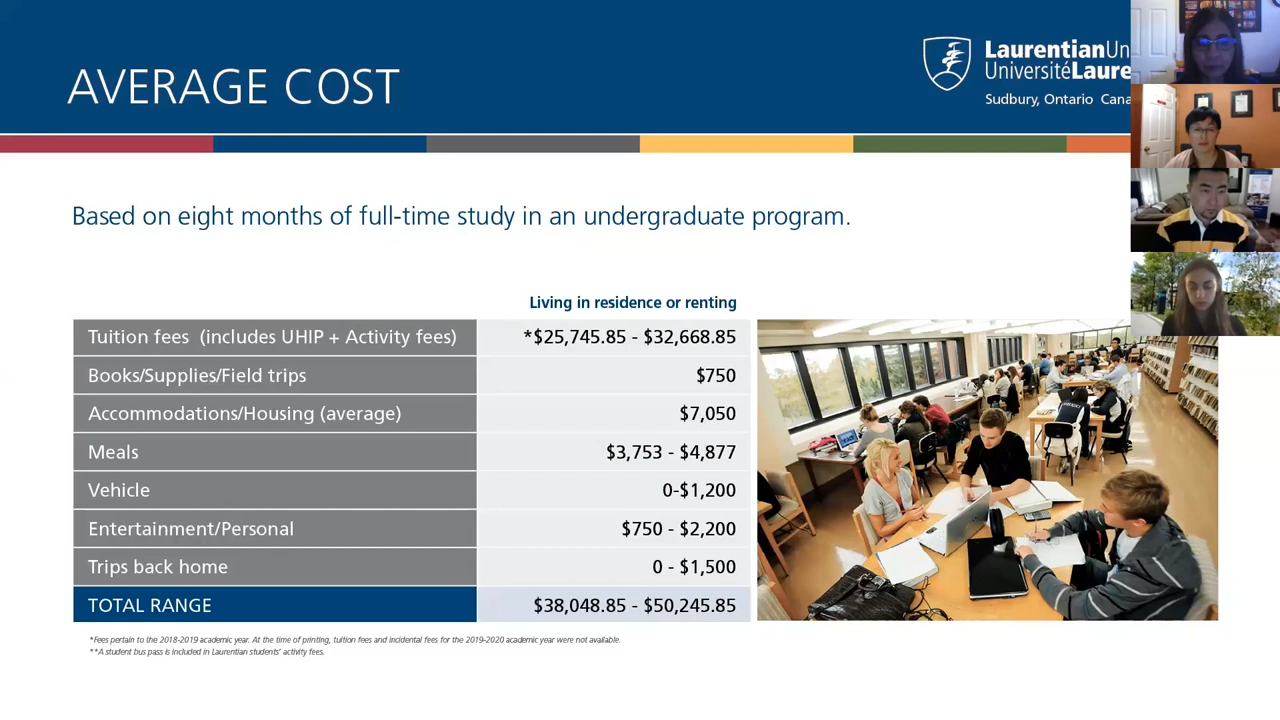 AVERAGE COST
LaurentianUn
UniversitéLaure
Sudbury, Ontario Cana
Based on eight months of full-time study in an undergraduate program.
Living in residence or renting
Tuition fees (includes UHIP + Activity fees) *$25,745.85 - $32,668.85
Books/Supplies/Field trips $750
Accommodations/Housing (average) $7,050
Meals $3,753 - $4,877
Vehicle 0-$1,200
Entertainment/Personal $750 - $2,200
Trips back home 0 - $1,500
TOTAL RANGE $38,048.85 - $50,245.85
*Fees pertain to the 2018-2019 academic year. At the time of printing, tuition fees and incidental fees for the 2019-2020 academic year were not available.
**A student bus pass is included in Laurentian students' activity fees.